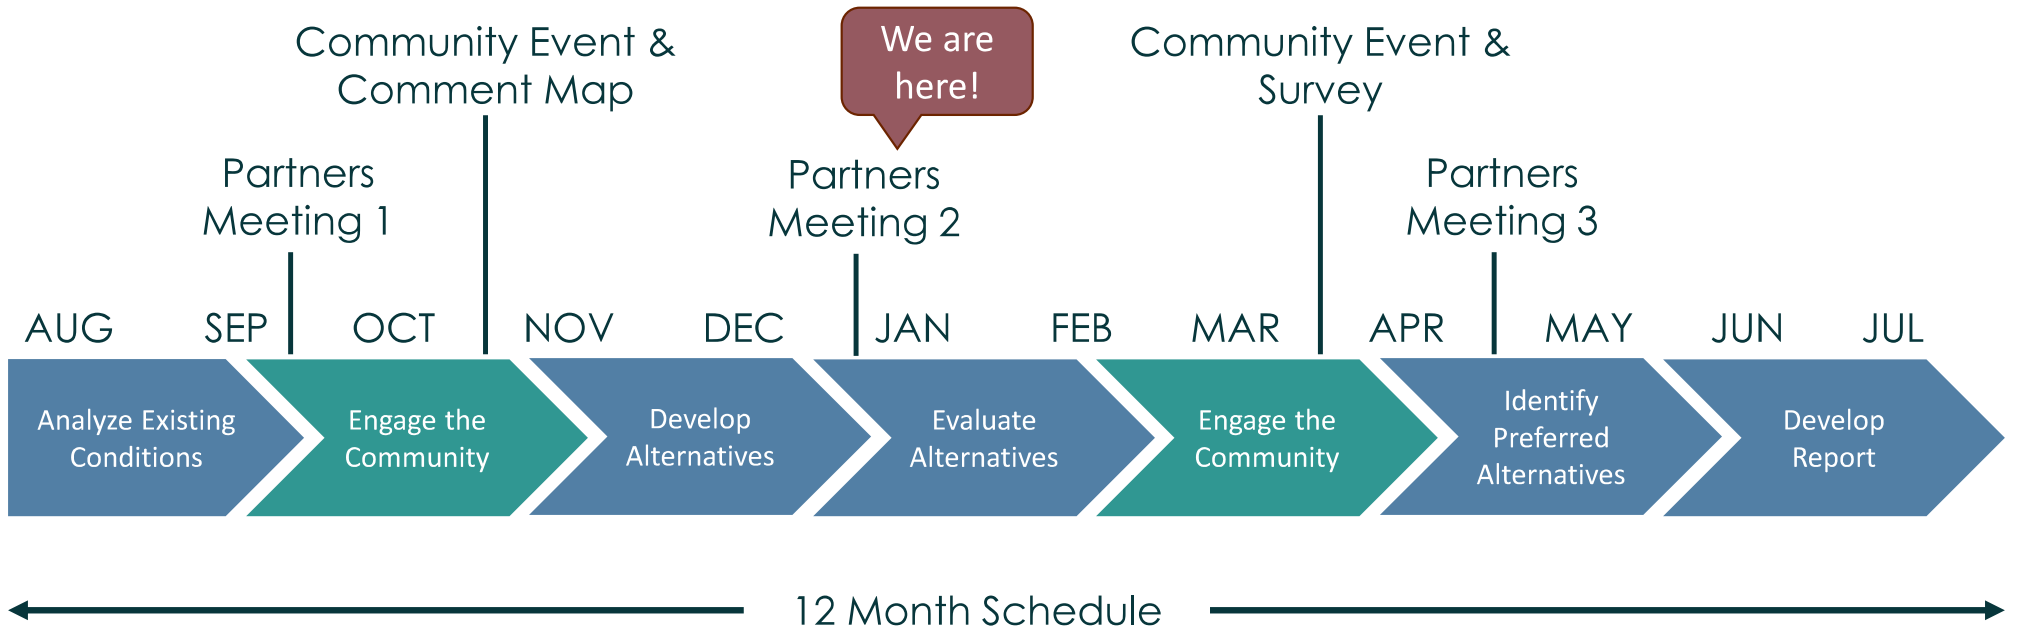 Community Event &
Comment Map
We are
here!
Community Event &
Survey
Partners
Meeting 1
Partners
Meeting 2
Partners
Meeting 3
AUG SEP OCT NOV DEC JAN FEB MAR APR MAY JUN JUL
Analyze Existing
Conditions
Engage the
Community
Develop
Alternatives
Evaluate
Alternatives
Engage the
Community
Identify
Preferred
Alternatives
Develop
Report
12 Month Schedule